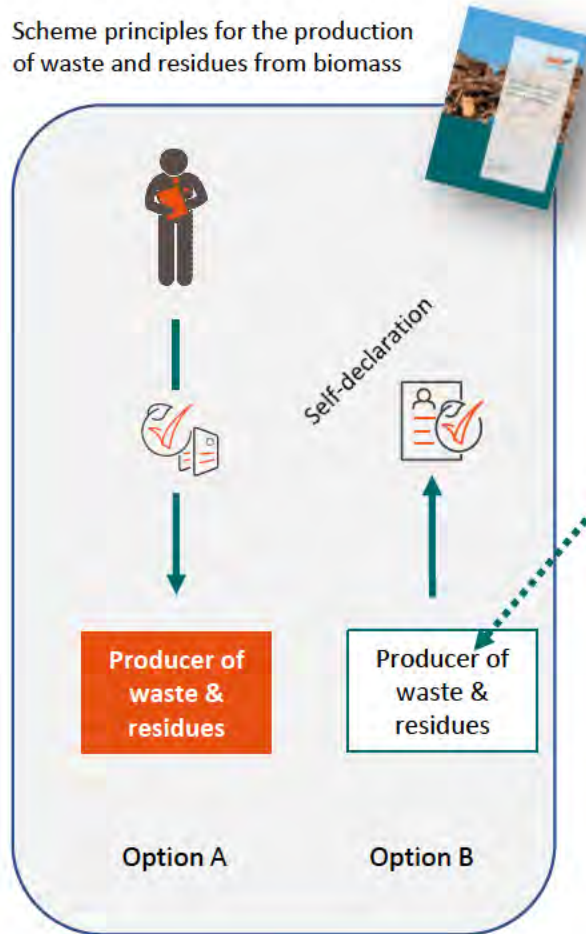 Scheme principles for the production
of waste and residues from biomass
Self-declaration
Producer of
waste &
residues
Producer of
waste &
residues
Option A
Option B